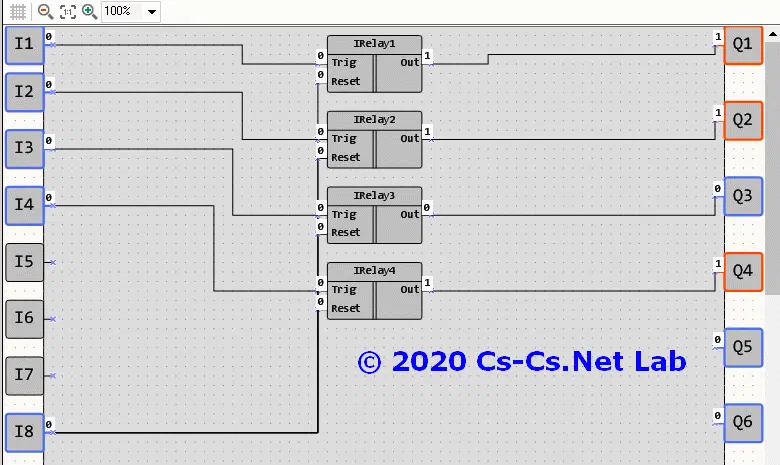 100%
I1 0
I2 0
I3 0
I4 0
I5
I6
I7
I8 0
IRelay1
0 Trig Out 1
0 Reset
IRelay2
0 Trig Out 1
0 Reset
IRelay3
0 Trig Out 0
0 Reset
IRelay4
0 Trig Out 1
0 Reset
1 Q1
1 Q2
0 Q3
1 Q4
0 Q5
0 Q6
© 2020 Cs-Cs.Net Lab